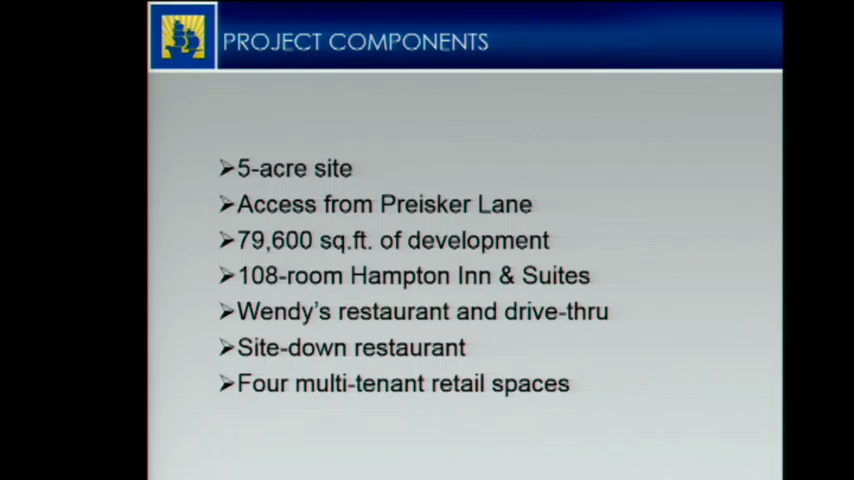 PROJECT COMPONENTS
➢5-acre site
➢Access from Preisker Lane
➢79,600 sq.ft. of development
➢108-room Hampton Inn & Suites
➢Wendy's restaurant and drive-thru
➢Site-down restaurant
➢Four multi-tenant retail spaces